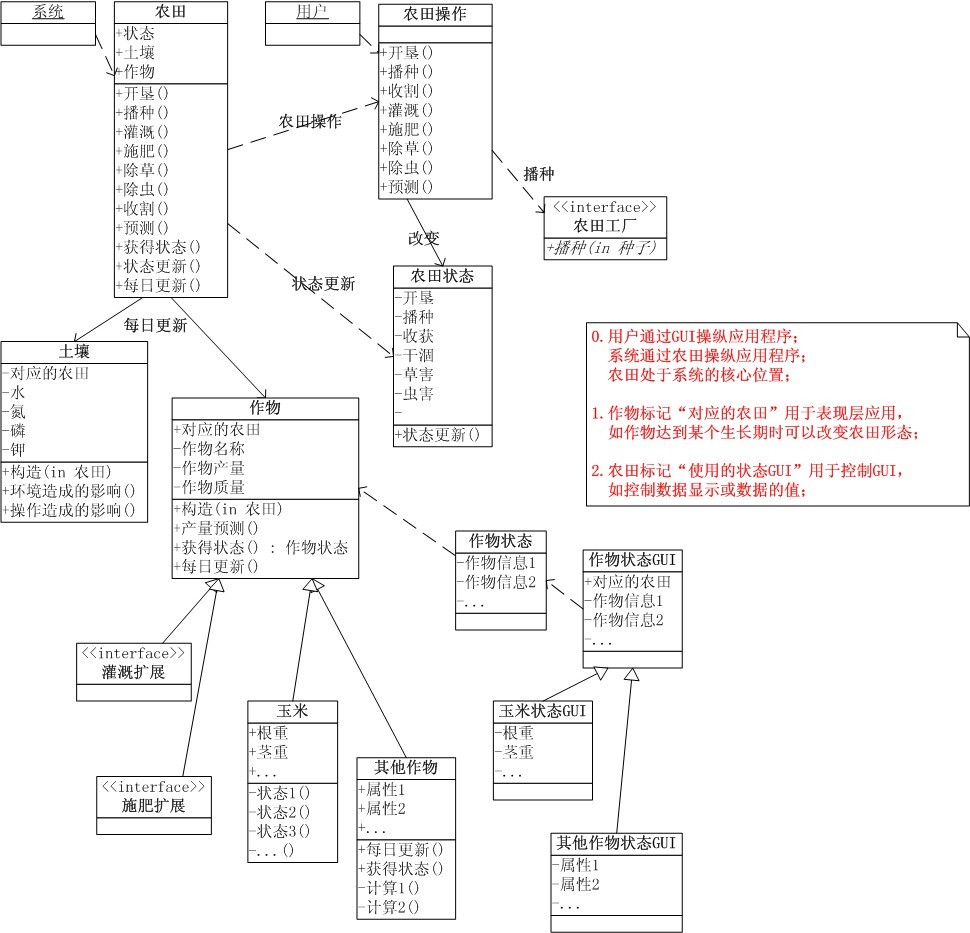 系统
农田
+状态
+土壤
+作物
+开垦()
+播种()
+灌溉()
+施肥()
+除草()
+除虫()
+收割()
+预测()
+获得状态()
+状态更新()
+每日更新()
用户
农田操作
+开垦()
+播种()
+收割()
+灌溉()
+施肥()
+除草()
+除虫()
+预测()
农田操作
播种
<<interface>>
农田工厂
+播种(in 种子)
改变
状态更新
农田状态
-开垦
-播种
-收获
-干涸
-草害
-虫害
-
+状态更新()
每日更新
土壤
-对应的农田
-水
-氮
-磷
-钾
+构造(in 农田)
+环境造成的影响()
+操作造成的影响()
作物
+对应的农田
-作物名称
-作物产量
-作物质量
+构造(in 农田)
+产量预测()
+获得状态() : 作物状态
+每日更新()
0.用户通过GUI操纵应用程序;
系统通过农田操纵应用程序;
农田处于系统的核心位置;
1.作物标记“对应的农田”用于表现层应用,
如作物达到某个生长期时可以改变农田形态;
2.农田标记“使用的状态GUI”用于控制GUI,
如控制数据显示或数据的值;
作物状态
-作物信息1
-作物信息2
-...
作物状态GUI
+对应的农田
-作物信息1
-作物信息2
-...
<<interface>>
灌溉扩展
<<interface>>
施肥扩展
玉米
+根重
+茎重
+...
-状态1()
-状态2()
-状态3()
-...()
其他作物
+属性1
+属性2
+...
+每日更新()
+获得状态()
-计算1()
-计算2()
玉米状态GUI
-根重
-茎重
-...
其他作物状态GUI
-属性1
-属性2
-...